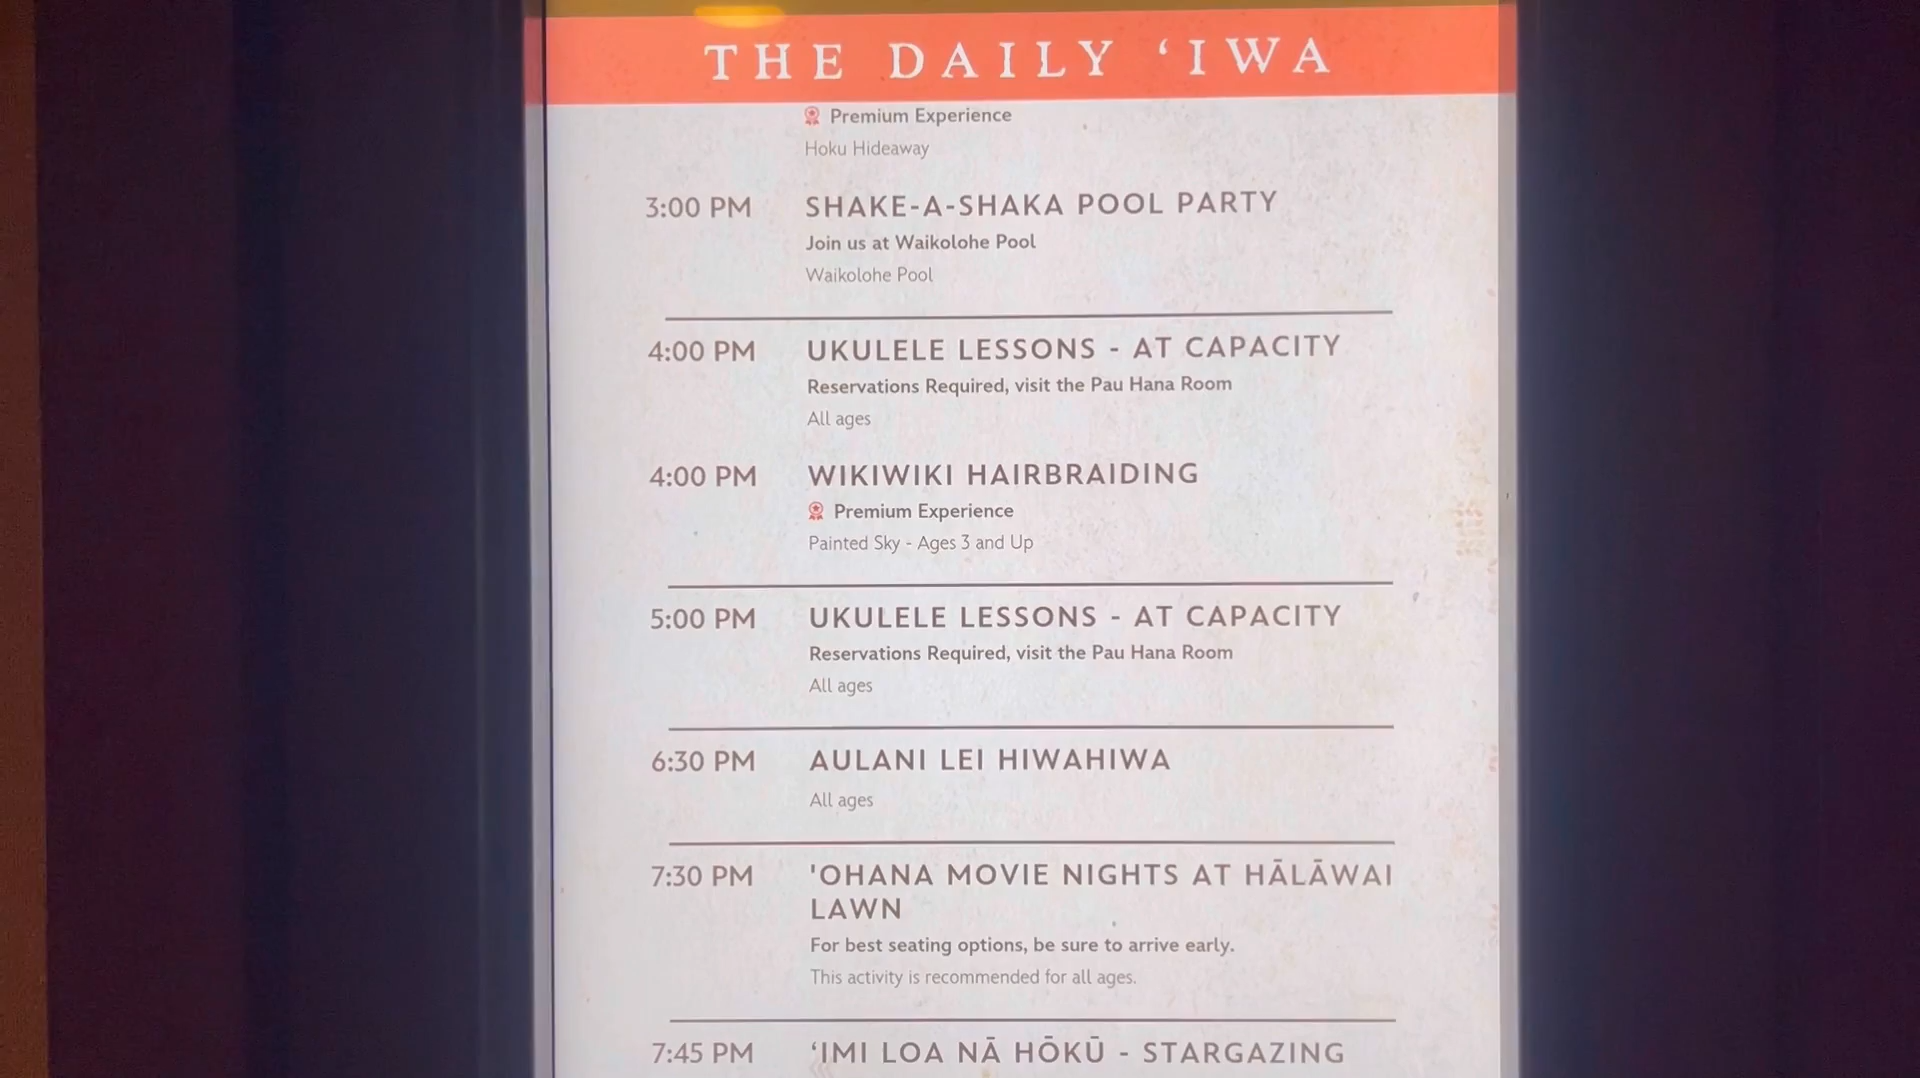 THE DAILY ‘IWA
Premium Experience
Hoku Hideaway
3:00 PM SHAKE-A-SHAKA POOL PARTY
Join us at Waikolohe Pool
Waikolohe Pool
4:00 PM UKULELE LESSONS - AT CAPACITY
Reservations Required, visit the Pau Hana Room
All ages
4:00 PM WIKIWIKI HAIRBRAIDING
Premium Experience
Painted Sky - Ages 3 and Up
5:00 PM UKULELE LESSONS - AT CAPACITY
Reservations Required, visit the Pau Hana Room
All ages
6:30 PM AULANI LEI HIWAHIWA
All ages
7:30 PM 'OHANA MOVIE NIGHTS AT HĀLĀWAI
LAWN
For best seating options, be sure to arrive early.
This activity is recommended for all ages.
7:45 PM ‘IMI LOA NĀ HŌKŪ - STARGAZING